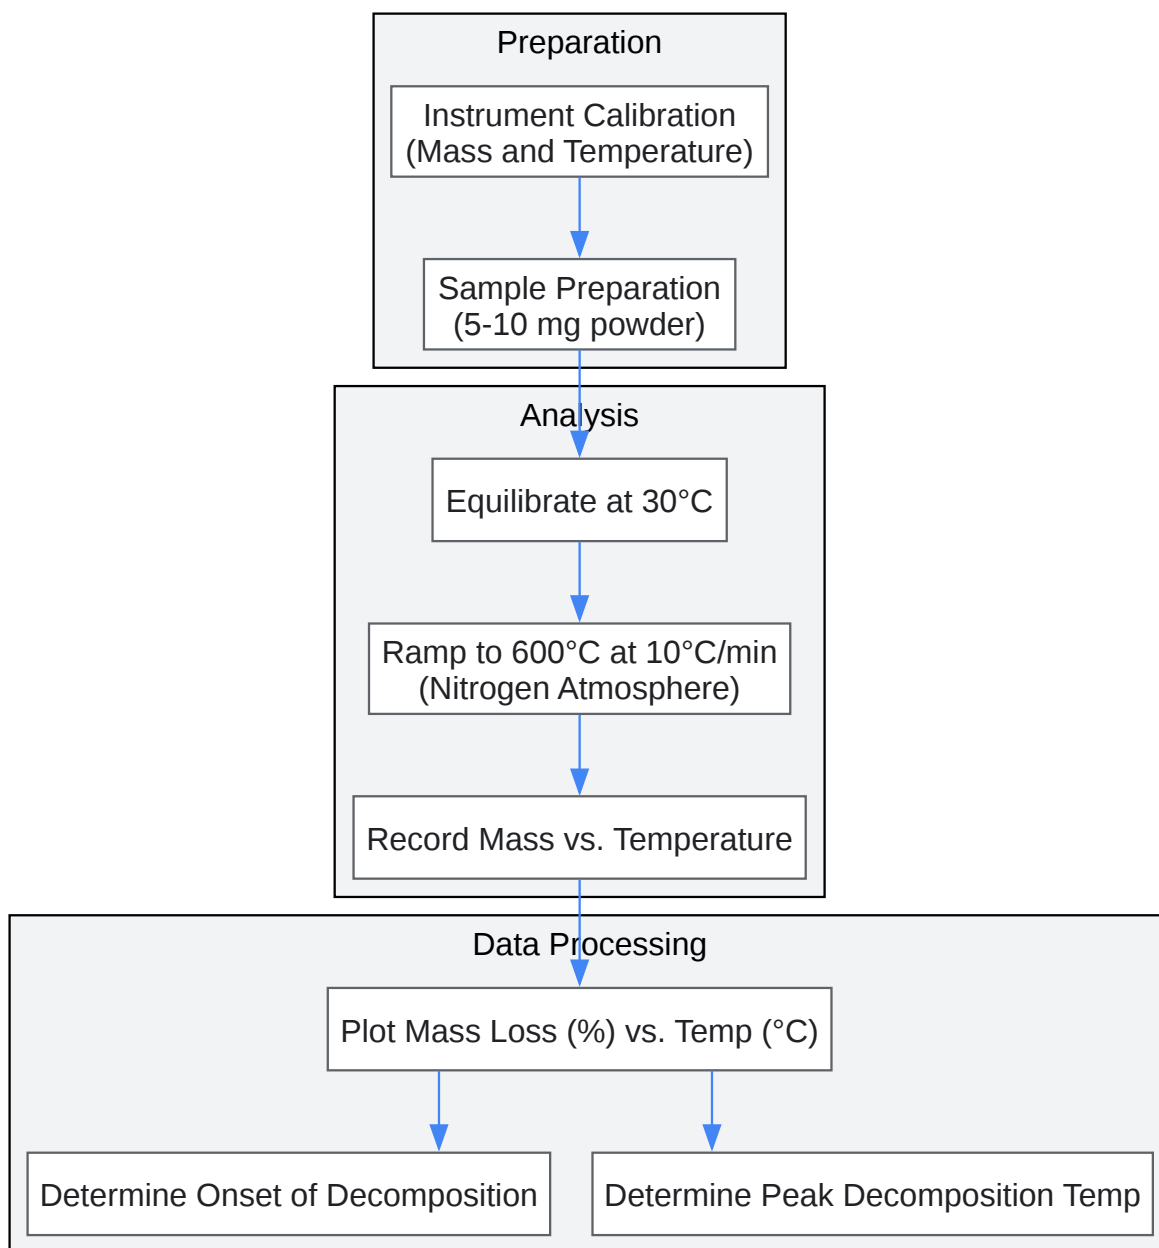 Preparation
Instrument Calibration
(Mass and Temperature)
Sample Preparation
(5-10 mg powder)
Analysis
Equilibrate at 30°C
Ramp to 600°C at 10°C/min
(Nitrogen Atmosphere)
Record Mass vs. Temperature
Data Processing
Plot Mass Loss (%) vs. Temp (°C)
Determine Onset of Decomposition
Determine Peak Decomposition Temp